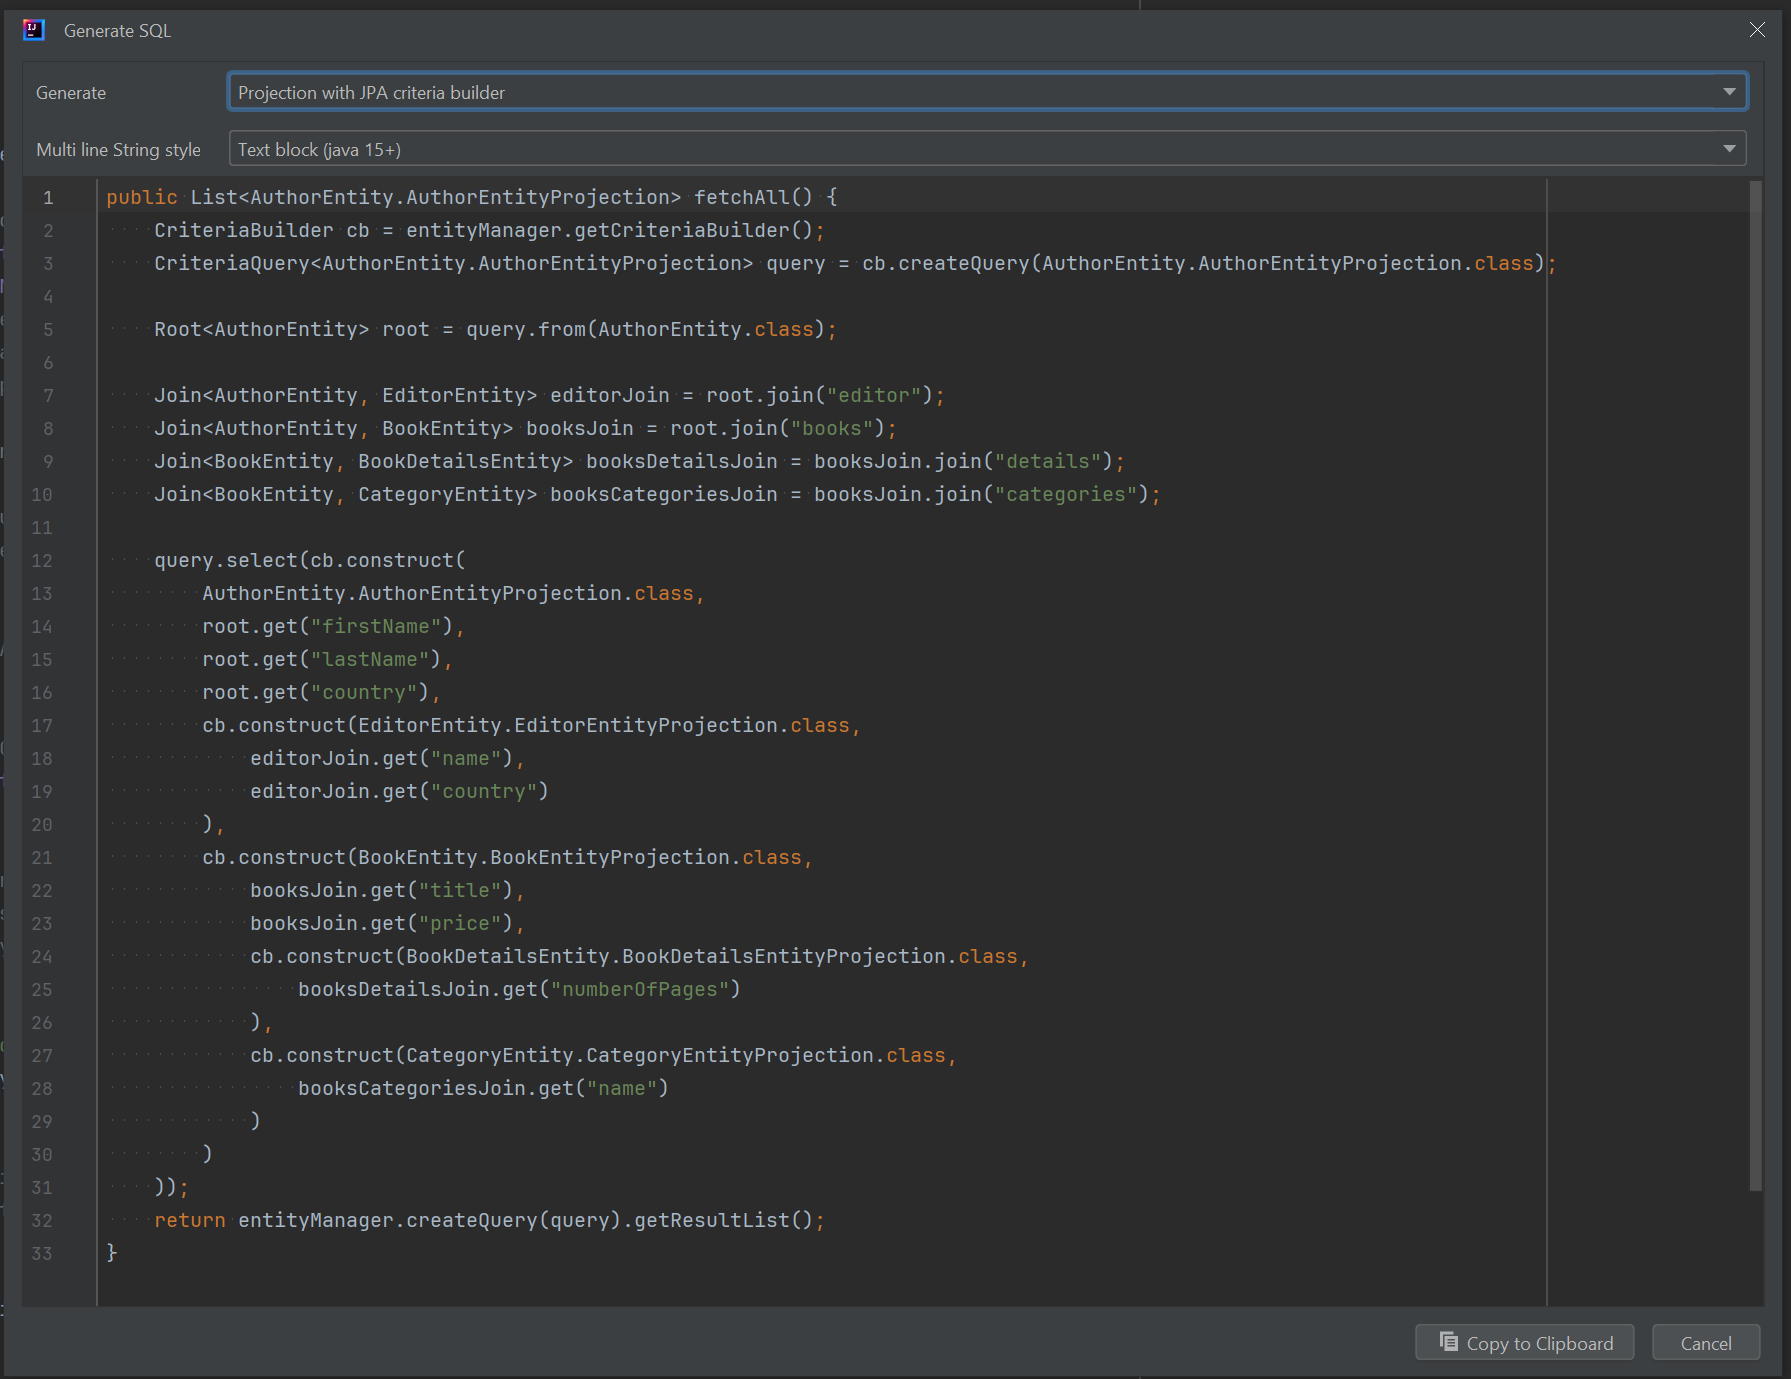 Generate SQL
Generate
Projection with JPA criteria builder
Multi line String style
Text block (java 15+)
1 public List<AuthorEntity.AuthorEntityProjection> fetchAll() {
2     CriteriaBuilder cb = entityManager.getCriteriaBuilder();
3     CriteriaQuery<AuthorEntity.AuthorEntityProjection> query = cb.createQuery(AuthorEntity.AuthorEntityProjection.class);
4
5     Root<AuthorEntity> root = query.from(AuthorEntity.class);
6
7     Join<AuthorEntity, EditorEntity> editorJoin = root.join("editor");
8     Join<AuthorEntity, BookEntity> booksJoin = root.join("books");
9     Join<BookEntity, BookDetailsEntity> booksDetailsJoin = booksJoin.join("details");
10     Join<BookEntity, CategoryEntity> booksCategoriesJoin = booksJoin.join("categories");
11
12     query.select(cb.construct(
13         AuthorEntity.AuthorEntityProjection.class,
14         root.get("firstName"),
15         root.get("lastName"),
16         root.get("country"),
17         cb.construct(EditorEntity.EditorEntityProjection.class,
18             editorJoin.get("name"),
19             editorJoin.get("country")
20         ),
21         cb.construct(BookEntity.BookEntityProjection.class,
22             booksJoin.get("title"),
23             booksJoin.get("price"),
24             cb.construct(BookDetailsEntity.BookDetailsEntityProjection.class,
25                 booksDetailsJoin.get("numberOfPages")
26             ),
27             cb.construct(CategoryEntity.CategoryEntityProjection.class,
28                 booksCategoriesJoin.get("name")
29             )
30         )
31     ));
32     return entityManager.createQuery(query).getResultList();
33 }
Copy to Clipboard
Cancel